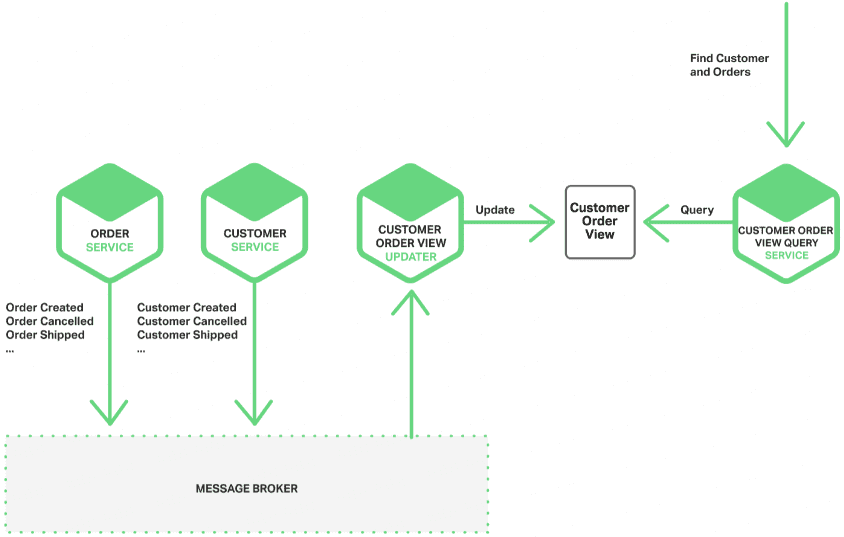 Find Customer
and Orders
ORDER
SERVICE
CUSTOMER
SERVICE
CUSTOMER
ORDER VIEW
UPDATER
Update
Customer
Order
View
Query
CUSTOMER ORDER
VIEW QUERY
SERVICE
Order Created
Order Cancelled
Order Shipped
...
Customer Created
Customer Cancelled
Customer Shipped
...
MESSAGE BROKER